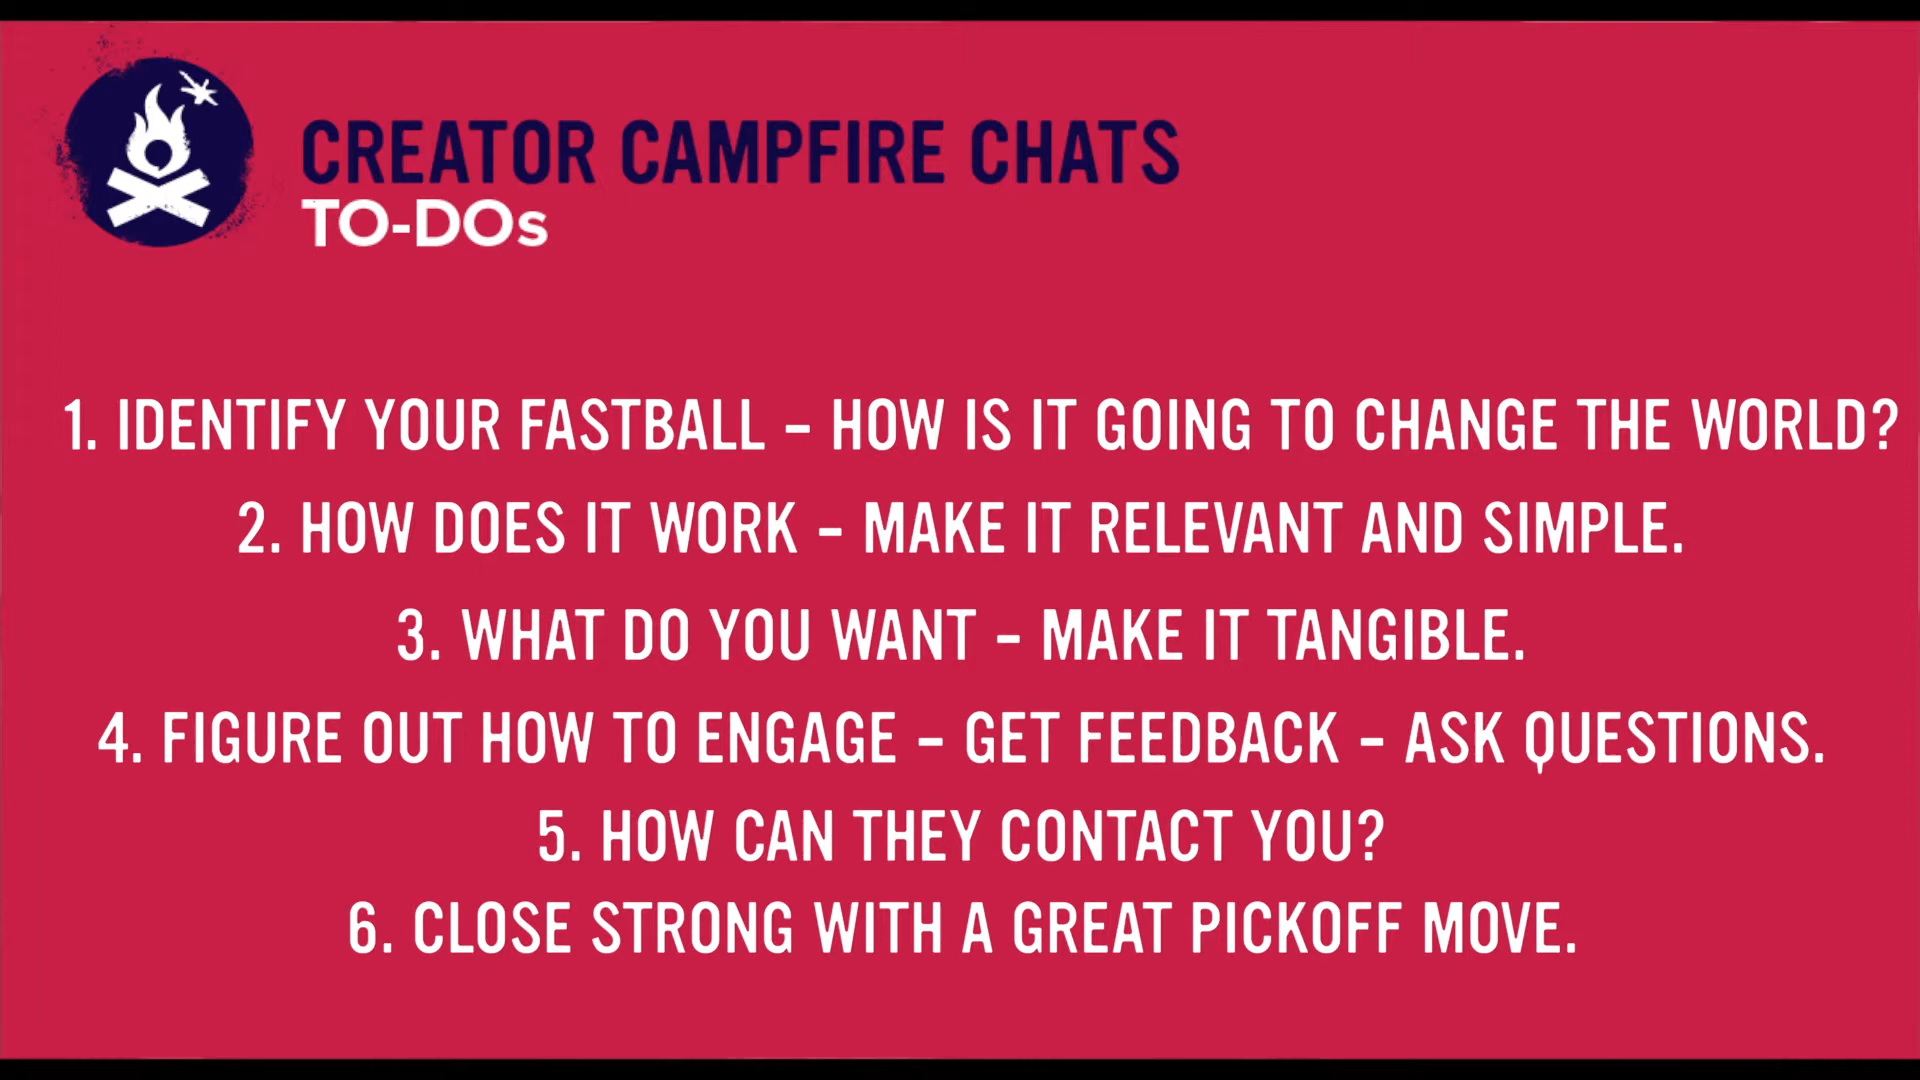 CREATOR CAMPFIRE CHATS
TO-DOs
1. IDENTIFY YOUR FASTBALL – HOW IS IT GOING TO CHANGE THE WORLD?
2. HOW DOES IT WORK – MAKE IT RELEVANT AND SIMPLE.
3. WHAT DO YOU WANT – MAKE IT TANGIBLE.
4. FIGURE OUT HOW TO ENGAGE – GET FEEDBACK – ASK QUESTIONS.
5. HOW CAN THEY CONTACT YOU?
6. CLOSE STRONG WITH A GREAT PICKOFF MOVE.